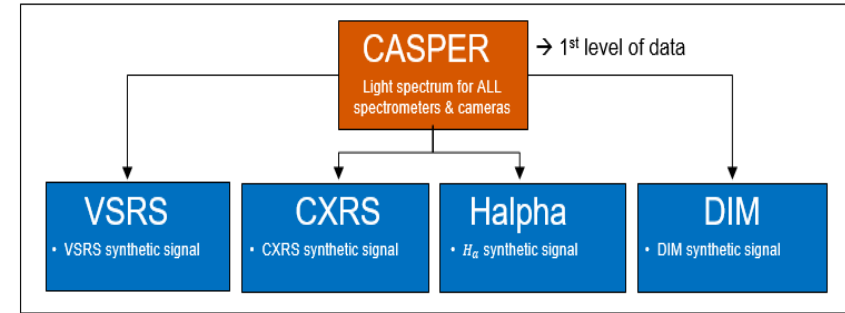 CASPER
→ 1st level of data
Light spectrum for ALL
spectrometers & cameras
VSRS
• VSRS synthetic signal
CXRS
• CXRS synthetic signal
Halpha
• Hα synthetic signal
DIM
• DIM synthetic signal